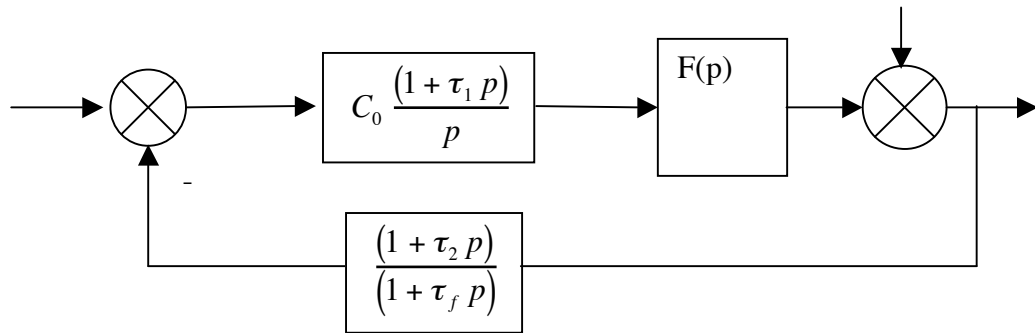 C₀ (1 + τ₁ p) / p
F(p)
-
(1 + τ₂ p) / (1 + τ_f p)